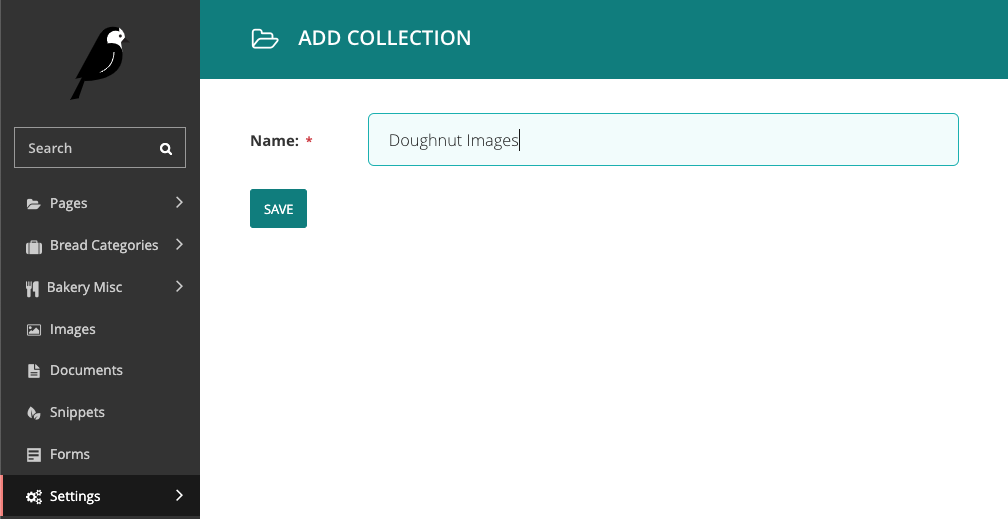 ADD COLLECTION
Search
Name: *
Doughnut Images
SAVE
Pages
Bread Categories
Bakery Misc
Images
Documents
Snippets
Forms
Settings